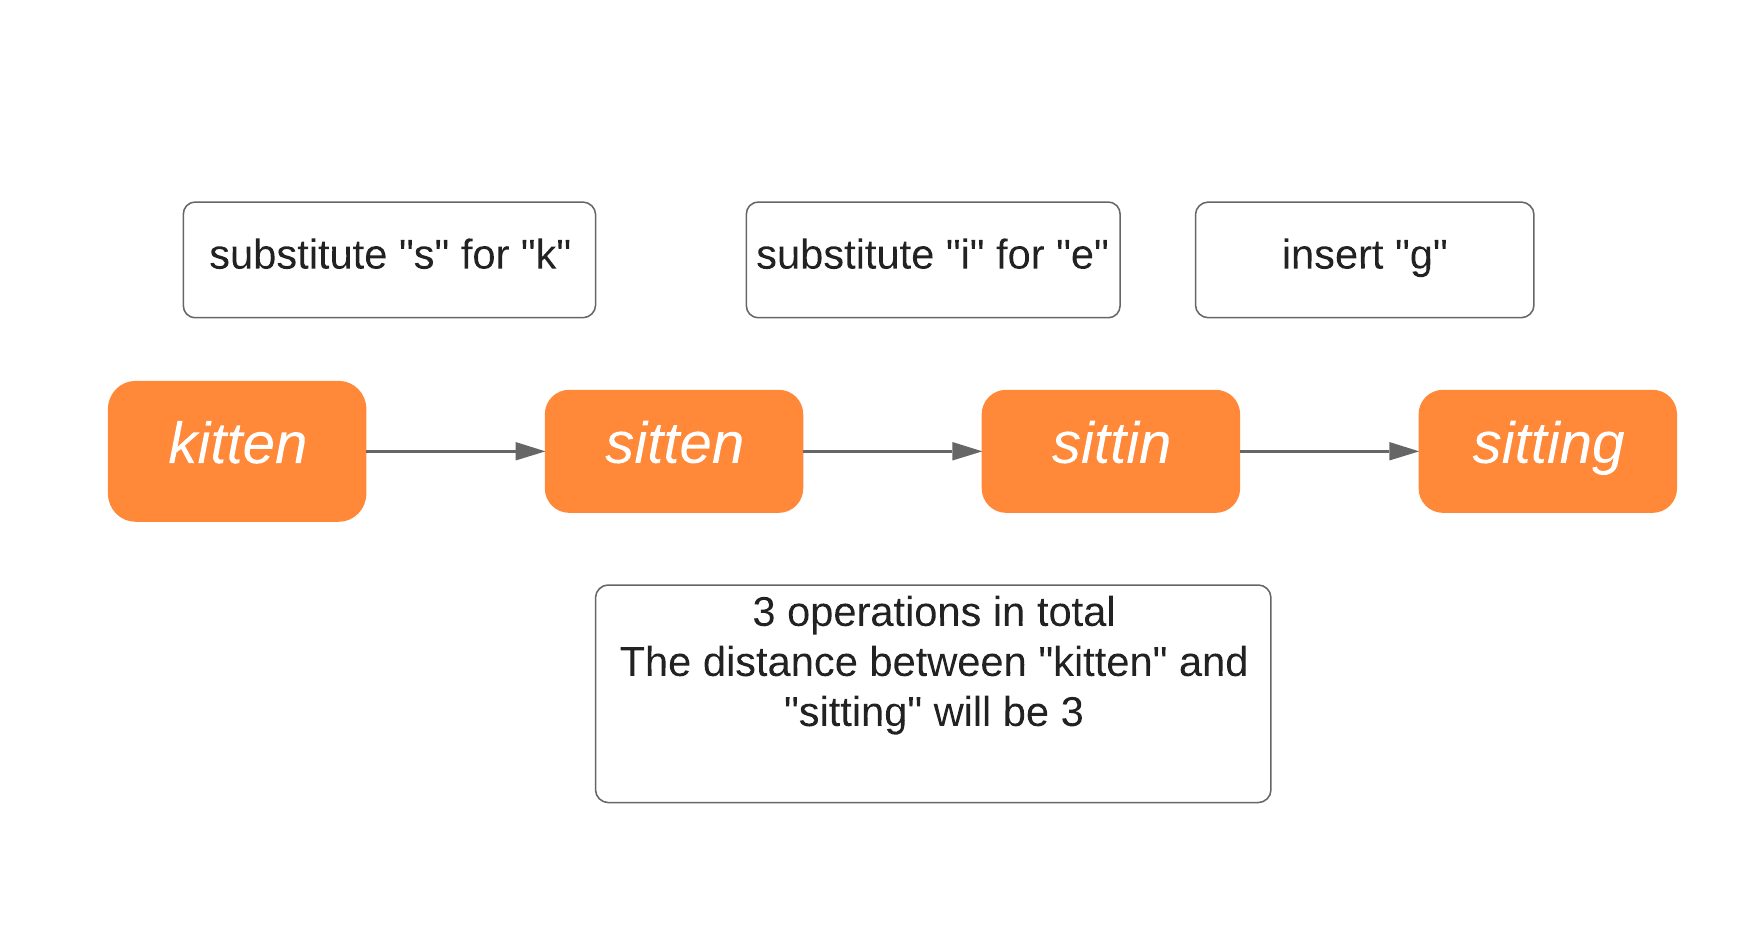 substitute "s" for "k"
substitute "i" for "e"
insert "g"
kitten
sitten
sittin
sitting
3 operations in total
The distance between "kitten" and
"sitting" will be 3